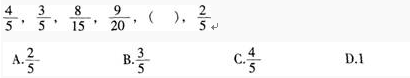 4/5, 3/5, 8/15, 9/20, ( ), 2/5↵
A.2/5 B.3/5 C.4/5 D.1